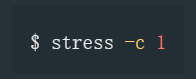 $ stress -c 1